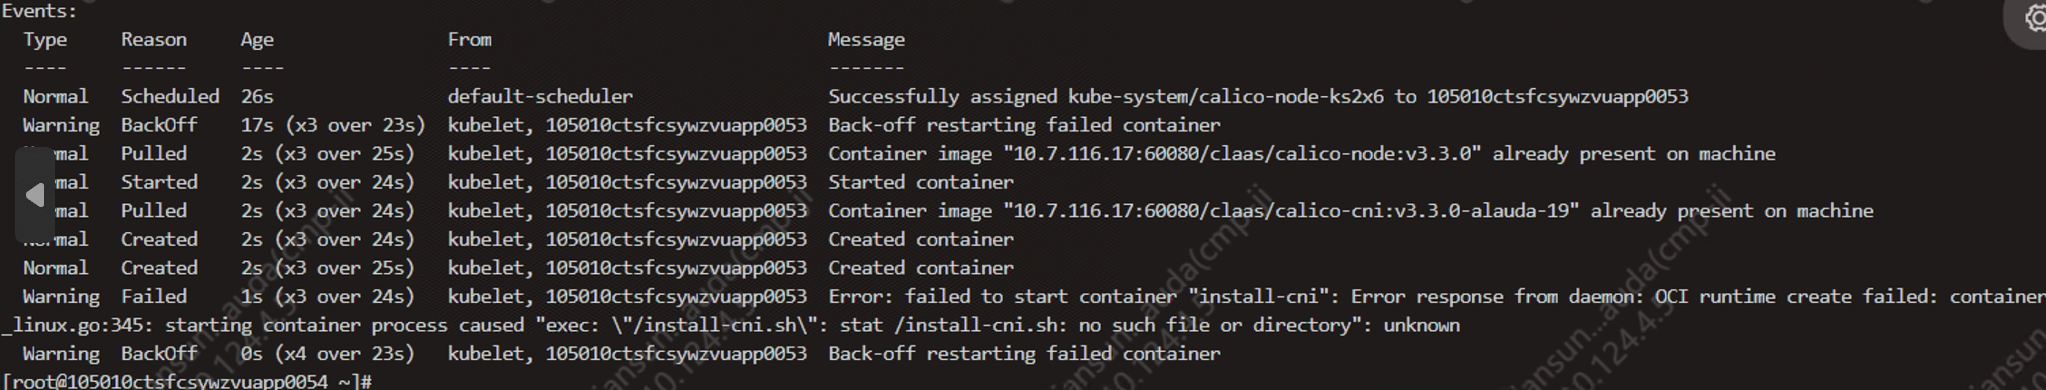 Events:
  Type     Reason     Age                From                            Message
  ----     ------     ----               ----                            -------
  Normal   Scheduled  26s                default-scheduler               Successfully assigned kube-system/calico-node-ks2x6 to 105010ctsfcsywzvuapp0053
  Warning  BackOff    17s (x3 over 23s)  kubelet, 105010ctsfcsywzvuapp0053  Back-off restarting failed container
  mal   Pulled     2s (x3 over 25s)   kubelet, 105010ctsfcsywzvuapp0053  Container image "10.7.116.17:60080/claas/calico-node:v3.3.0" already present on machine
  mal   Started    2s (x3 over 24s)   kubelet, 105010ctsfcsywzvuapp0053  Started container
  mal   Pulled     2s (x3 over 24s)   kubelet, 105010ctsfcsywzvuapp0053  Container image "10.7.116.17:60080/claas/calico-cni:v3.3.0-alauda-19" already present on machine
  Normal   Created    2s (x3 over 24s)   kubelet, 105010ctsfcsywzvuapp0053  Created container
  Normal   Created    2s (x3 over 25s)   kubelet, 105010ctsfcsywzvuapp0053  Created container
  Warning  Failed     1s (x3 over 24s)   kubelet, 105010ctsfcsywzvuapp0053  Error: failed to start container "install-cni": Error response from daemon: OCI runtime create failed: container
_linux.go:345: starting container process caused "exec: \"/install-cni.sh\": stat /install-cni.sh: no such file or directory": unknown
  Warning  BackOff    0s (x4 over 23s)   kubelet, 105010ctsfcsywzvuapp0053  Back-off restarting failed container
[root@105010ctsfcsywzvuapp0054 ~]#